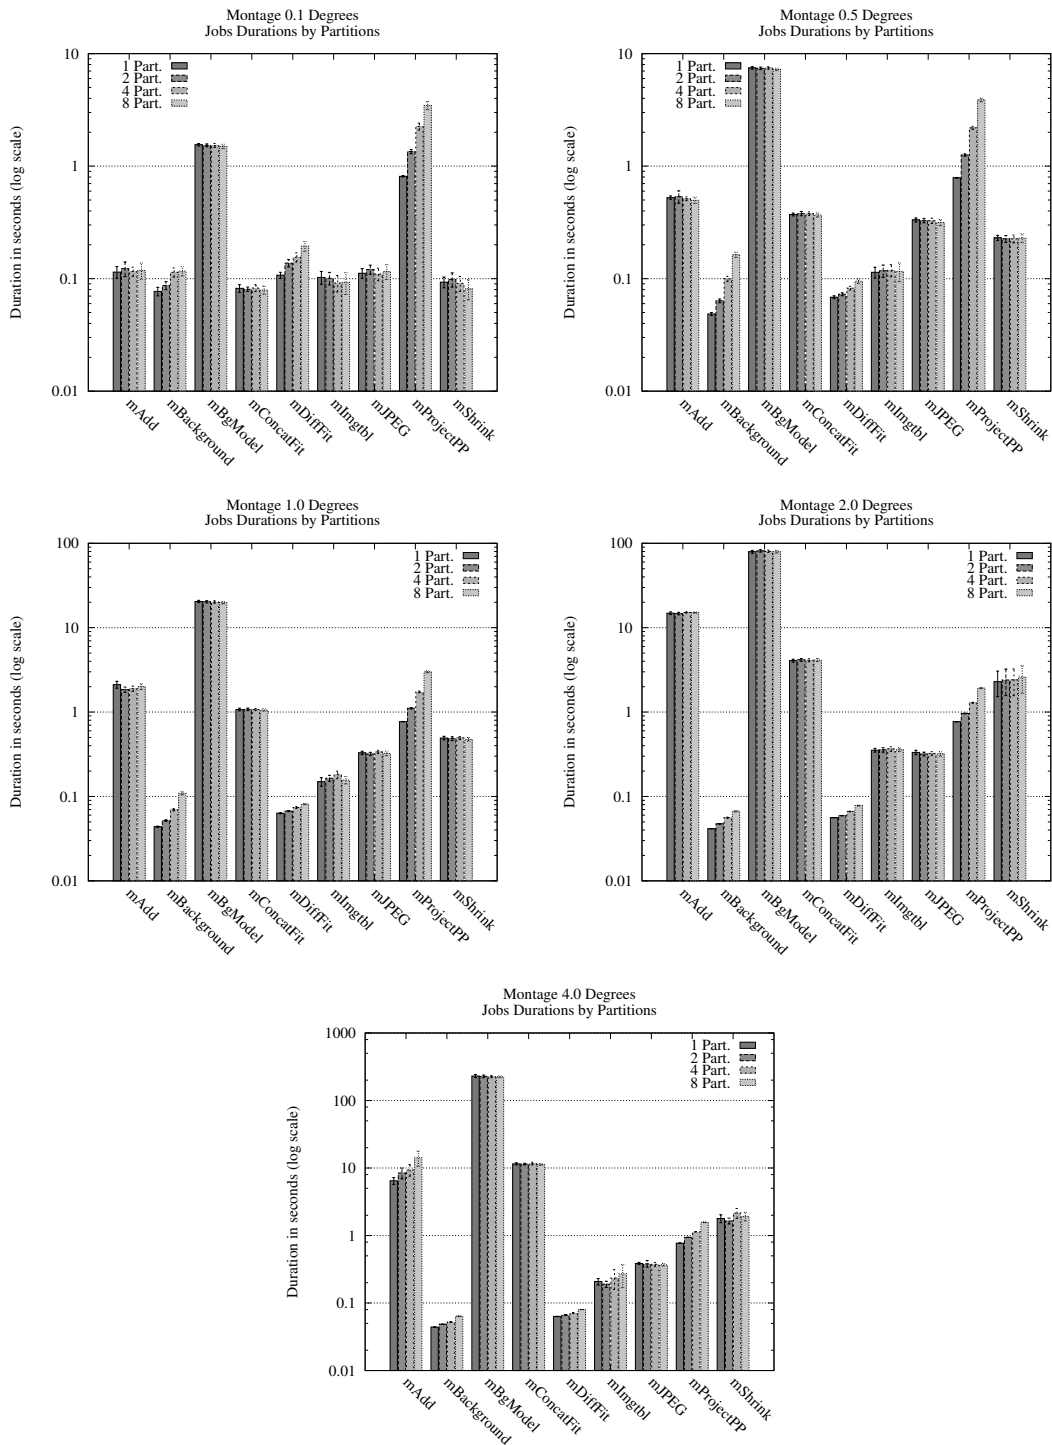 Montage 0.1 Degrees
Jobs Durations by Partitions
Duration in seconds (log scale)
10
1
0.1
0.01
1 Part.
2 Part.
4 Part.
8 Part.
mAdd
mBackground
mBgModel
mConcatFit
mDiffFit
mImgtbl
mJPEG
mProjectPP
mShrink
Montage 0.5 Degrees
Jobs Durations by Partitions
Duration in seconds (log scale)
10
1
0.1
0.01
1 Part.
2 Part.
4 Part.
8 Part.
mAdd
mBackground
mBgModel
mConcatFit
mDiffFit
mImgtbl
mJPEG
mProjectPP
mShrink
Montage 1.0 Degrees
Jobs Durations by Partitions
Duration in seconds (log scale)
100
10
1
0.1
0.01
1 Part.
2 Part.
4 Part.
8 Part.
mAdd
mBackground
mBgModel
mConcatFit
mDiffFit
mImgtbl
mJPEG
mProjectPP
mShrink
Montage 2.0 Degrees
Jobs Durations by Partitions
Duration in seconds (log scale)
100
10
1
0.1
0.01
1 Part.
2 Part.
4 Part.
8 Part.
mAdd
mBackground
mBgModel
mConcatFit
mDiffFit
mImgtbl
mJPEG
mProjectPP
mShrink
Montage 4.0 Degrees
Jobs Durations by Partitions
Duration in seconds (log scale)
1000
100
10
1
0.1
0.01
1 Part.
2 Part.
4 Part.
8 Part.
mAdd
mBackground
mBgModel
mConcatFit
mDiffFit
mImgtbl
mJPEG
mProjectPP
mShrink